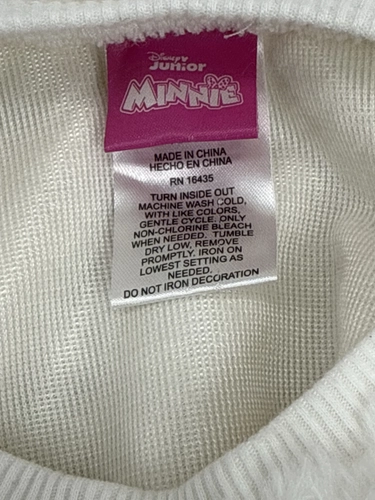 Disney
Junior
MINNIE
MADE IN CHINA
HECHO EN CHINA
RN 16435
TURN INSIDE OUT
MACHINE WASH COLD,
WITH LIKE COLORS,
GENTLE CYCLE. ONLY
NON-CHLORINE BLEACH
WHEN NEEDED. TUMBLE
DRY LOW, REMOVE
PROMPTLY. IRON ON
LOWEST SETTING AS
NEEDED.
DO NOT IRON DECORATION